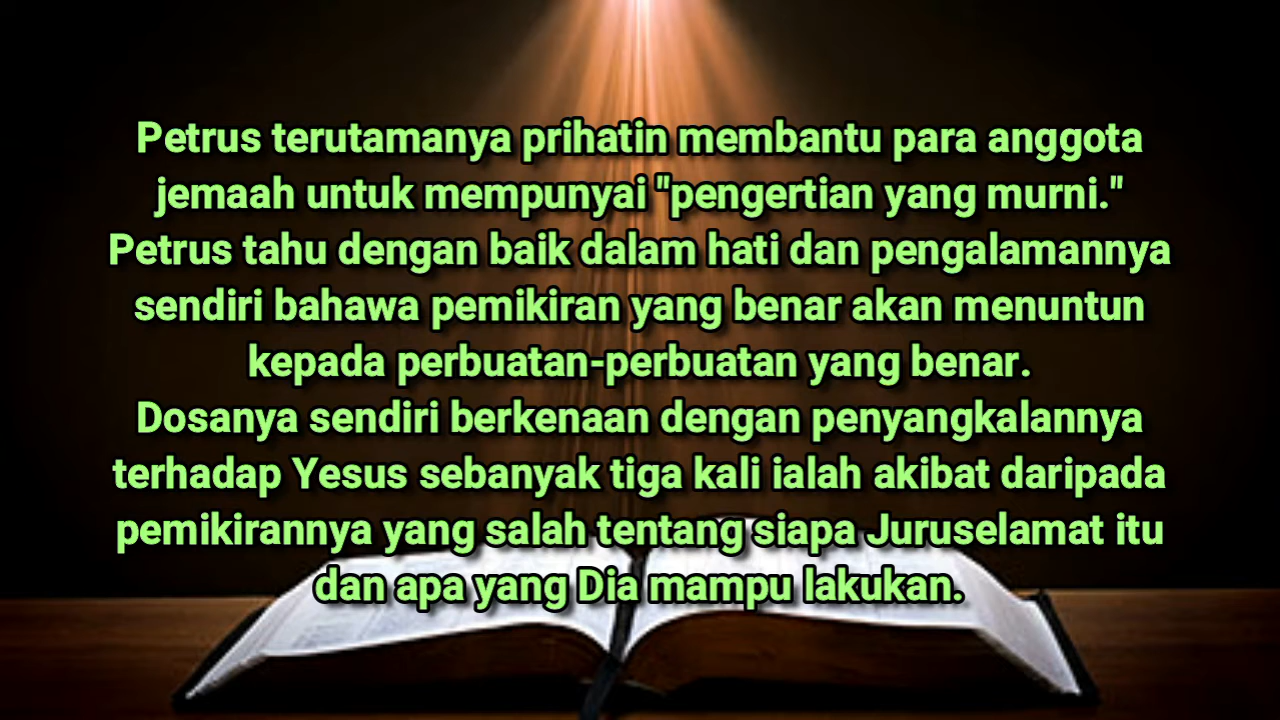 Petrus terutamanya prihatin membantu para anggota
jemaah untuk mempunyai "pengertian yang murni."
Petrus tahu dengan baik dalam hati dan pengalamannya
sendiri bahawa pemikiran yang benar akan menuntun
kepada perbuatan-perbuatan yang benar.
Dosanya sendiri berkenaan dengan penyangkalannya
terhadap Yesus sebanyak tiga kali ialah akibat daripada
pemikirannya yang salah tentang siapa Juruselamat itu
dan apa yang Dia mampu lakukan.